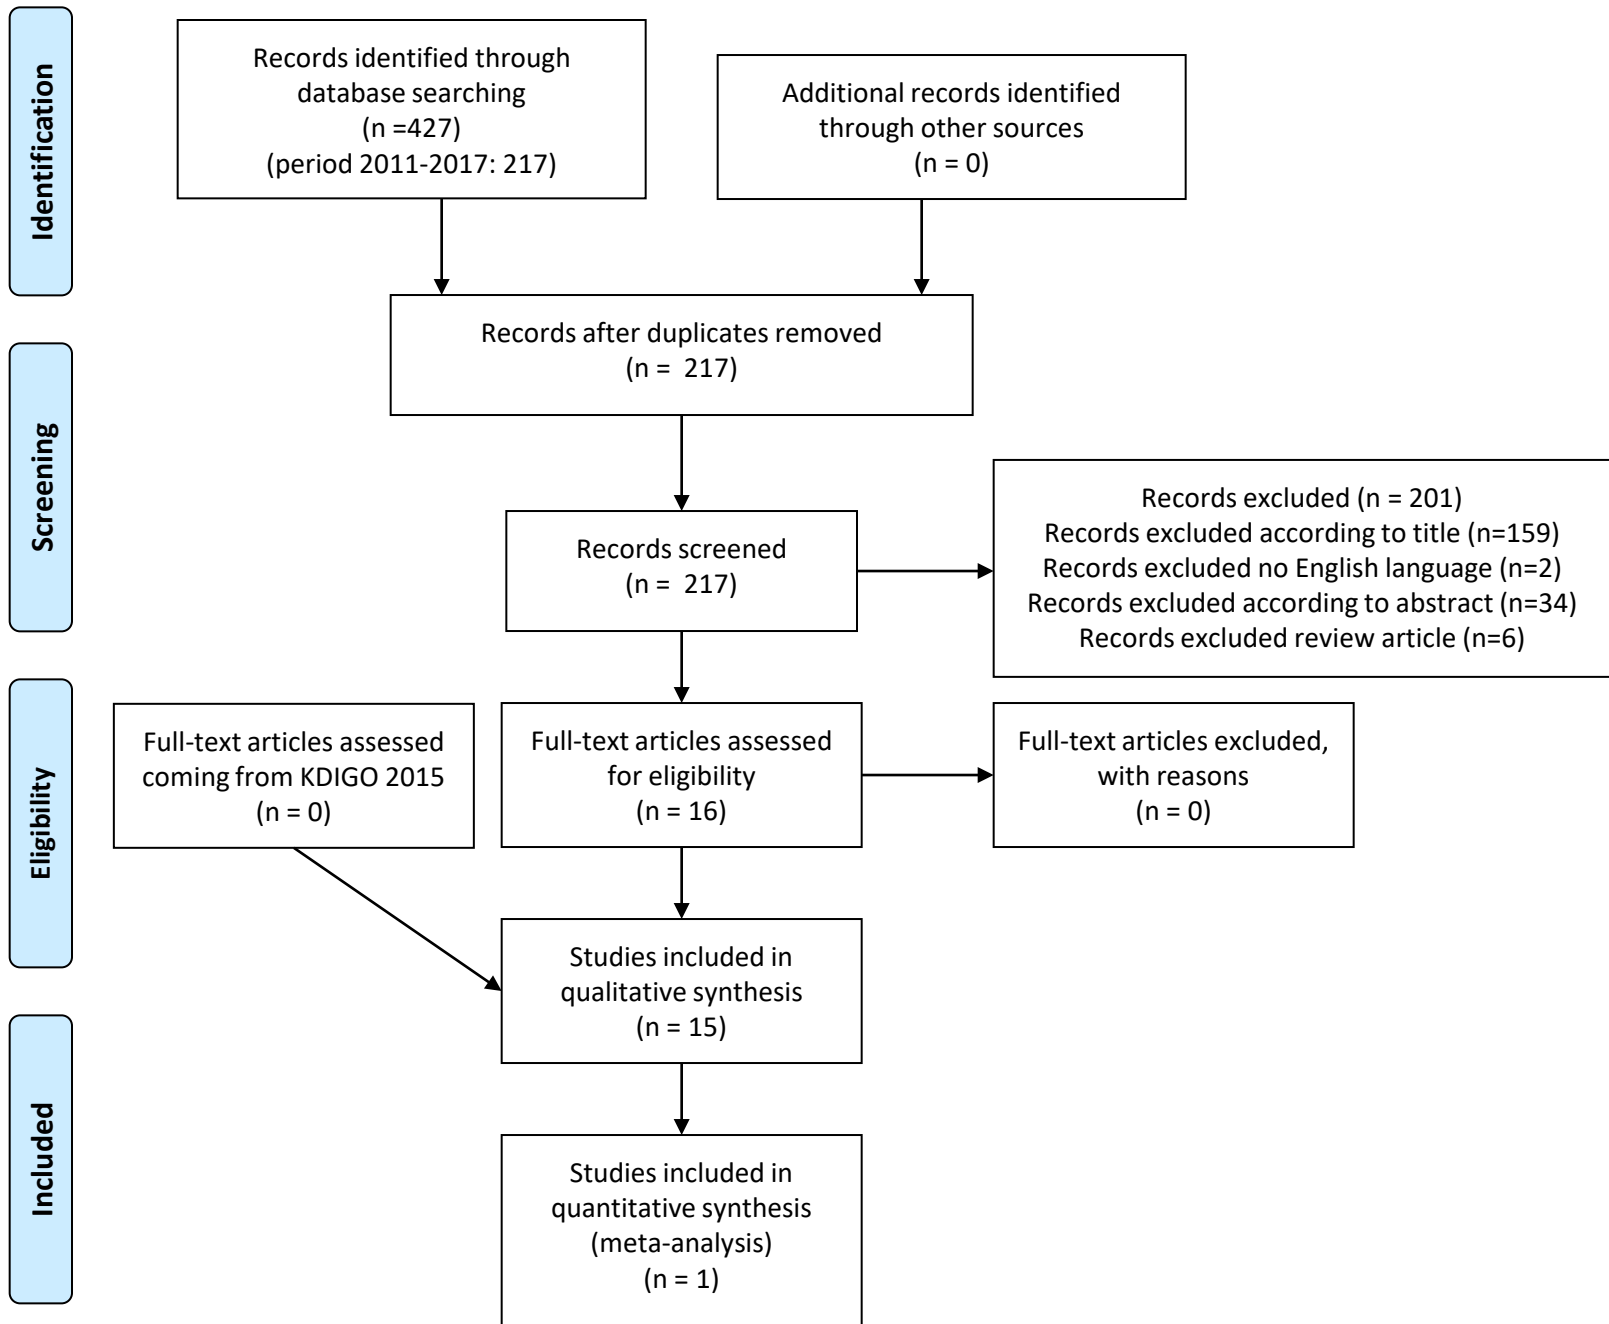 Identification
Records identified through
database searching
(n =427)
(period 2011-2017: 217)
Additional records identified
through other sources
(n = 0)
Records after duplicates removed
(n =  217)
Screening
Records screened
(n =  217)
Records excluded (n = 201)
Records excluded according to title (n=159)
Records excluded no English language (n=2)
Records excluded according to abstract (n=34)
Records excluded review article (n=6)
Eligibility
Full-text articles assessed
coming from KDIGO 2015
(n = 0)
Full-text articles assessed
for eligibility
(n = 16)
Full-text articles excluded,
with reasons
(n = 0)
Studies included in
qualitative synthesis
(n = 15)
Included
Studies included in
quantitative synthesis
(meta-analysis)
(n = 1)